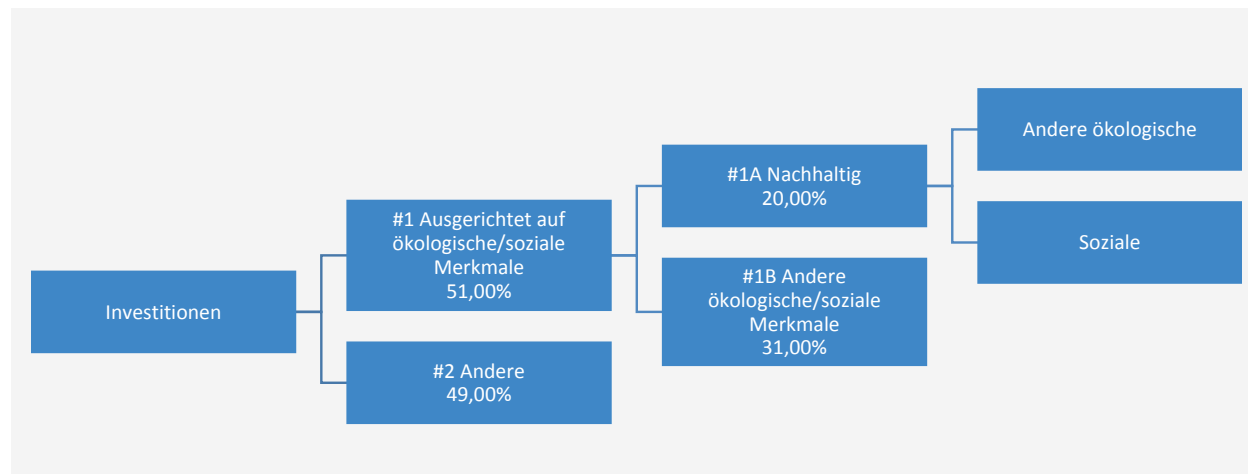 Investitionen
#1 Ausgerichtet auf
ökologische/soziale
Merkmale
51,00%
#2 Andere
49,00%
#1A Nachhaltig
20,00%
#1B Andere
ökologische/soziale
Merkmale
31,00%
Andere ökologische
Soziale